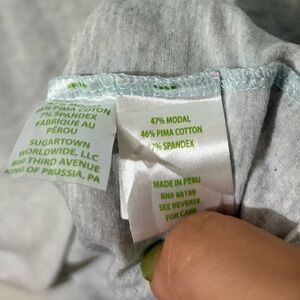 46% PIMA COTTON
7% SPANDEX
FABRIQUÉ AU
PÉROU
SUGARTOWN
WORLDWIDE, LLC
800 THIRD AVENUE
KING OF PRUSSIA, PA
47% MODAL
46% PIMA COTTON
7% SPANDEX
MADE IN PERU
RN# 88189
SEE REVERSE
FOR CARE